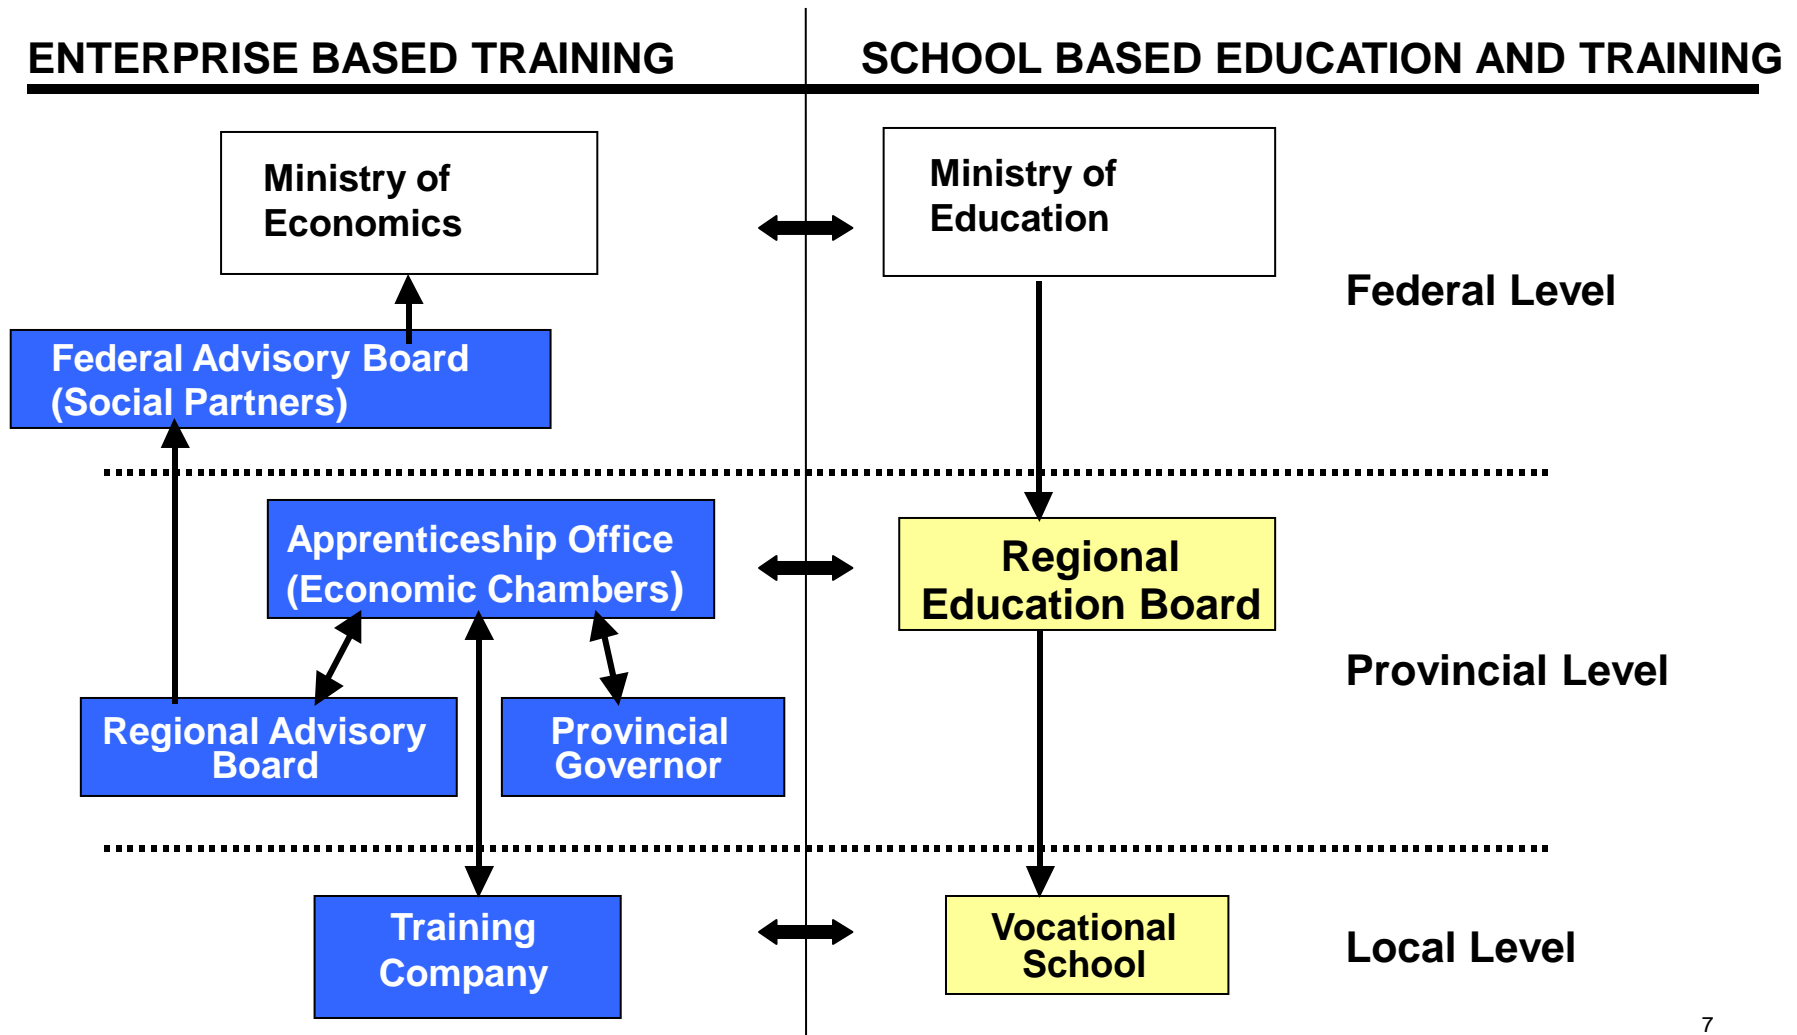 ENTERPRISE BASED TRAINING
SCHOOL BASED EDUCATION AND TRAINING
Ministry of
Economics
Ministry of
Education
Federal Level
Federal Advisory Board
(Social Partners)
Apprenticeship Office
(Economic Chambers)
Regional
Education Board
Provincial Level
Regional Advisory
Board
Provincial
Governor
Training
Company
Vocational
School
Local Level
7